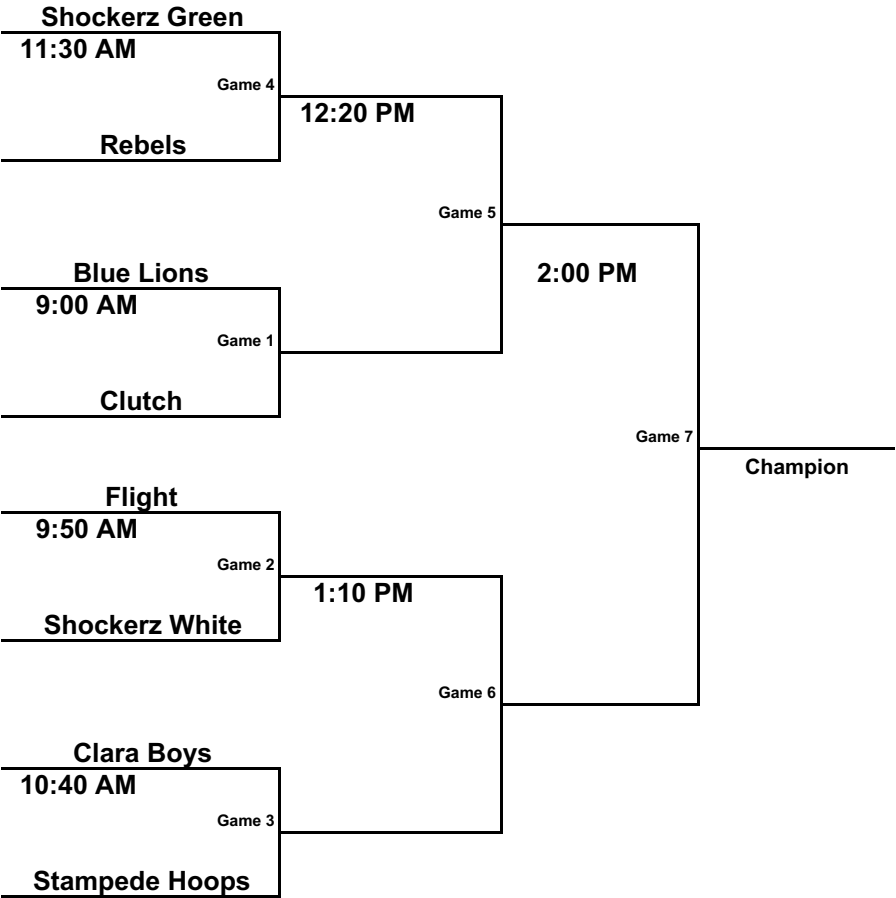 Shockerz Green
11:30 AM
Game 4
12:20 PM
Rebels
Game 5
Blue Lions
2:00 PM
9:00 AM
Game 1
Clutch
Game 7
Champion
Flight
9:50 AM
Game 2
1:10 PM
Shockerz White
Game 6
Clara Boys
10:40 AM
Game 3
Stampede Hoops